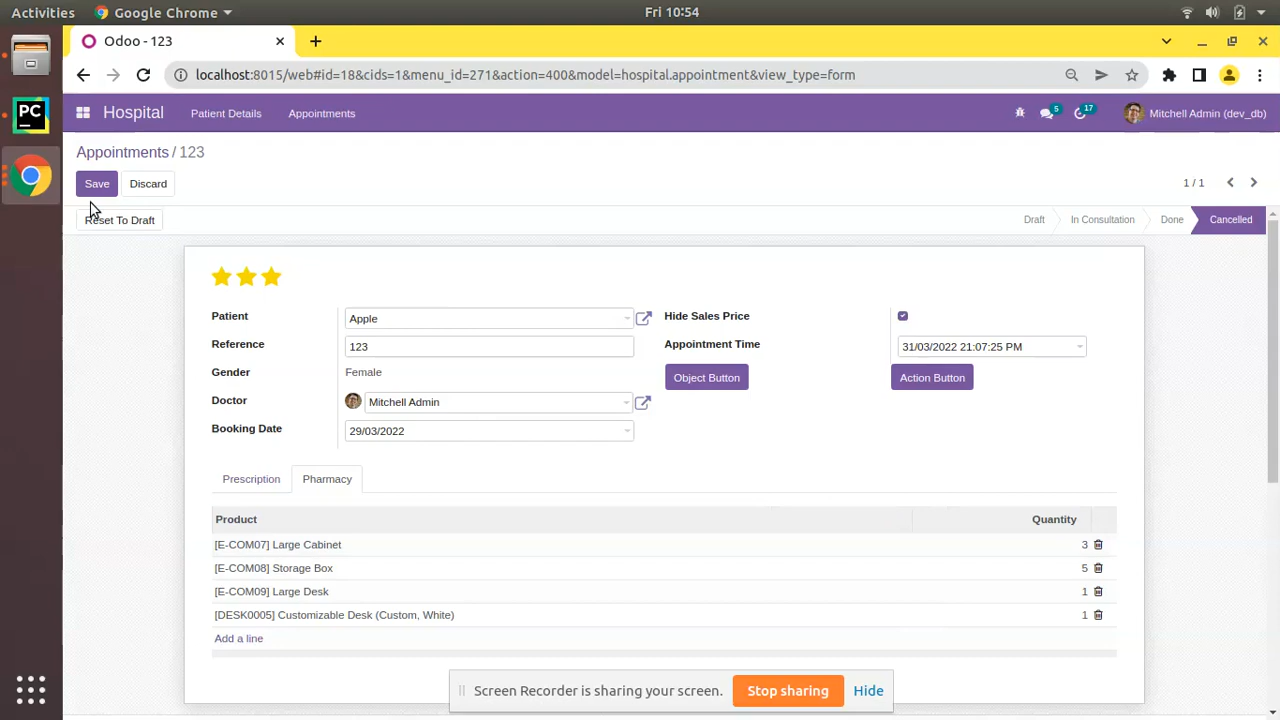 Activities Google Chrome Fri 10:54
Odoo - 123
localhost:8015/web#id=18&cids=1&menu_id=271&action=400&model=hospital.appointment&view_type=form
PC
Hospital Patient Details Appointments 5 17 Mitchell Admin (dev_db)
Appointments / 123
Save Discard 1 / 1
Reset To Draft Draft In Consultation Done Cancelled
Patient Apple Hide Sales Price
Reference 123 Appointment Time 31/03/2022 21:07:25 PM
Gender Female Object Button Action Button
Doctor Mitchell Admin
Booking Date 29/03/2022
Prescription Pharmacy
Product Quantity
[E-COM07] Large Cabinet 3
[E-COM08] Storage Box 5
[E-COM09] Large Desk 1
[DESK0005] Customizable Desk (Custom, White) 1
Add a line
Screen Recorder is sharing your screen. Stop sharing Hide